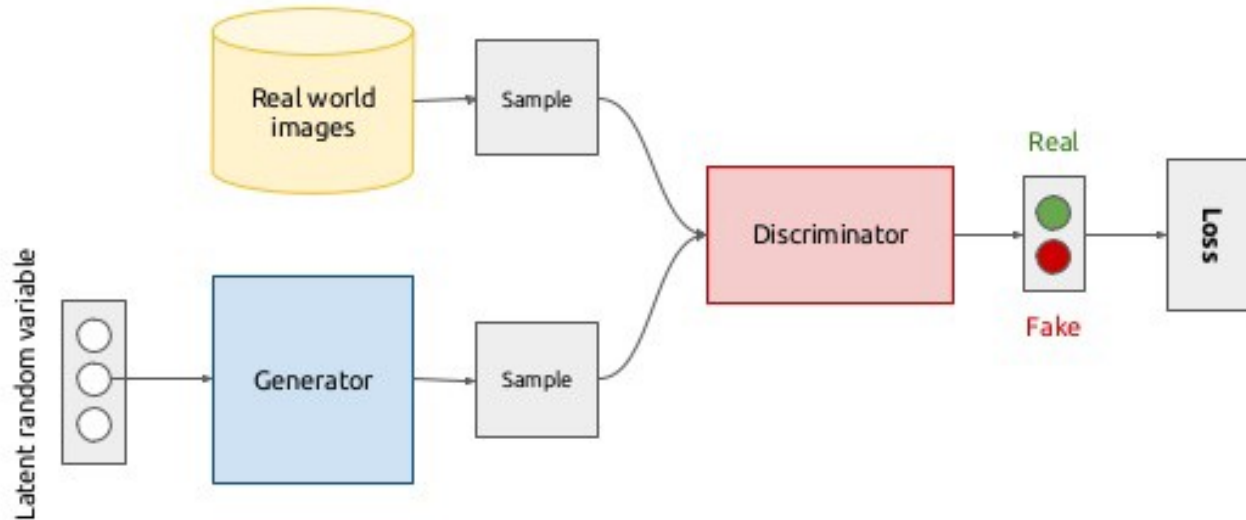 Real world
images
Sample
Real
Discriminator
Loss
Fake
Latent random variable
Generator
Sample